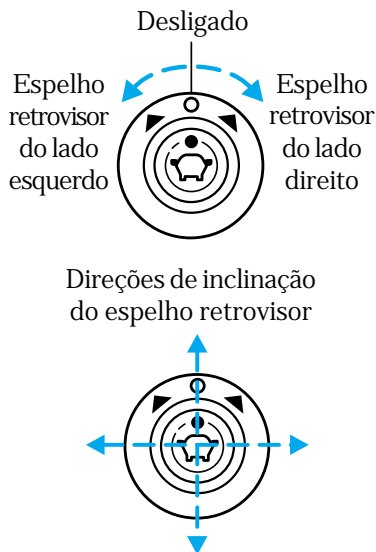 Desligado
Espelho
retrovisor
do lado
esquerdo
Espelho
retrovisor
do lado
direito
Direções de inclinação
do espelho retrovisor